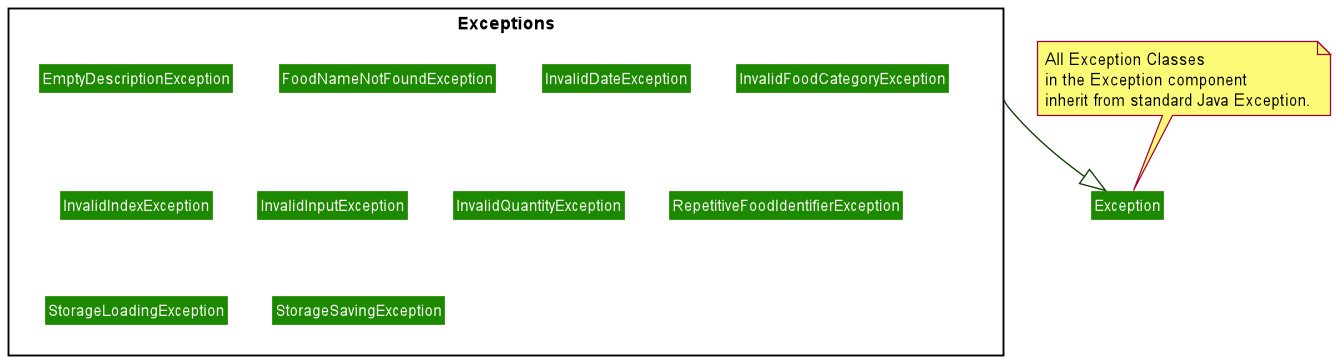 Exceptions
EmptyDescriptionException
FoodNameNotFoundException
InvalidDateException
InvalidFoodCategoryException
InvalidIndexException
InvalidInputException
InvalidQuantityException
RepetitiveFoodIdentifierException
StorageLoadingException
StorageSavingException
All Exception Classes
in the Exception component
inherit from standard Java Exception.
Exception